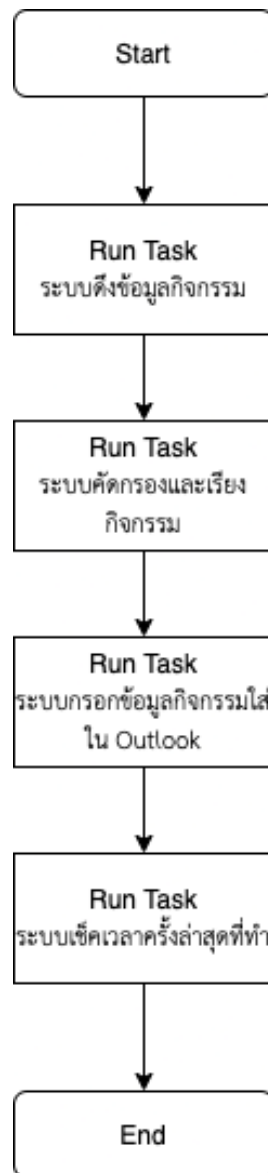 Start
Run Task
ระบบดึงข้อมูลกิจกรรม
Run Task
ระบบคัดกรองและเรียง
กิจกรรม
Run Task
ระบบกรอกข้อมูลกิจกรรมใส่
ใน Outlook
Run Task
ระบบเช็คเวลาครั้งล่าสุดที่ทำ
End